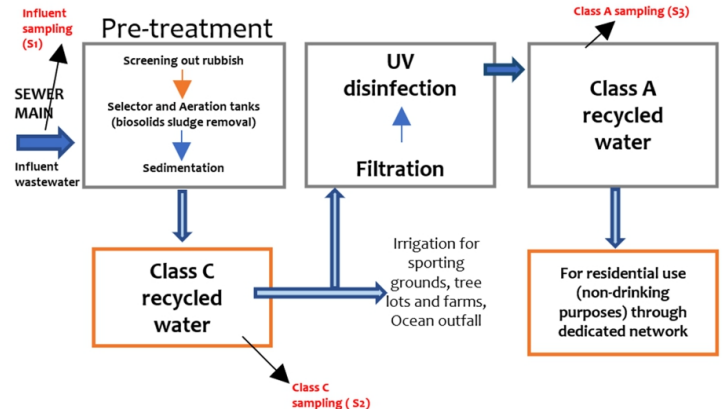 Influent
sampling
(S1)
Pre-treatment
Class A sampling (S3)
Screening out rubbish
SEWER
MAIN
Selector and Aeration tanks
(biosolids sludge removal)
Influent
wastewater
Sedimentation
UV
disinfection
Filtration
Class A
recycled
water
Class C
recycled
water
Irrigation for
sporting
grounds, tree
lots and farms,
Ocean outfall
For residential use
(non-drinking
purposes) through
dedicated network
Class C
sampling ( S2)